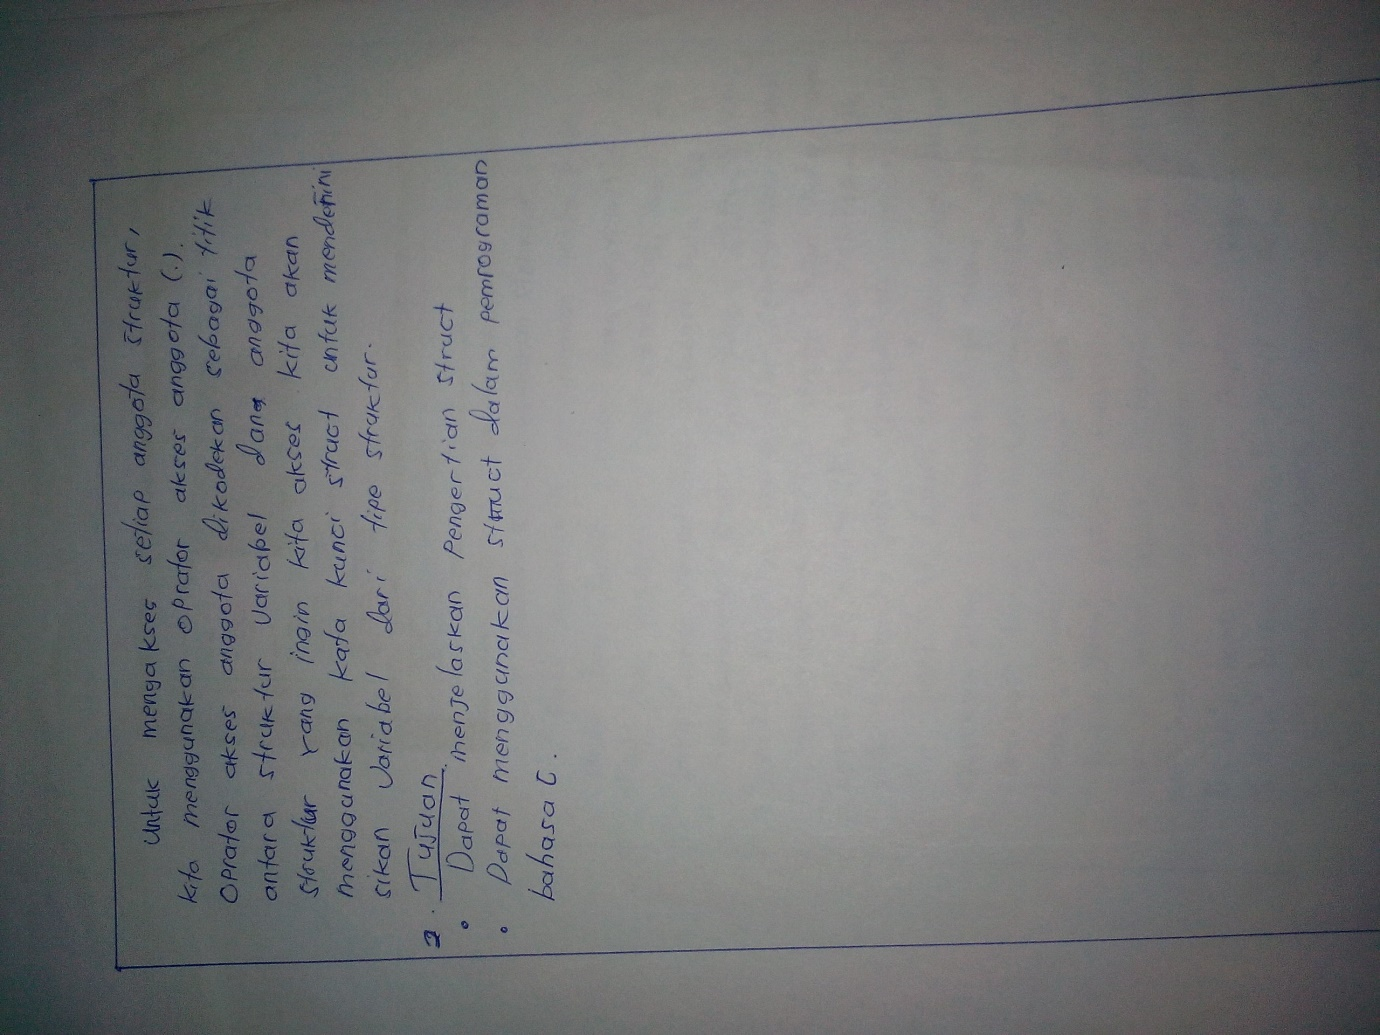 Untuk mengakses setiap anggota struktur,
kita menggunakan oprator akses anggota (.).
Oprator akses anggota dikodekan sebagai titik
antara struktur variabel dang anggota
struktur yang ingin kita akses kita akan
menggunakan kata kunci struct untuk mendefini
sikan variabel dari tipe struktur.
2. Tujuan
• Dapat menjelaskan pengertian struct
• Dapat menggunakan struct dalam pemrograman
bahasa C.